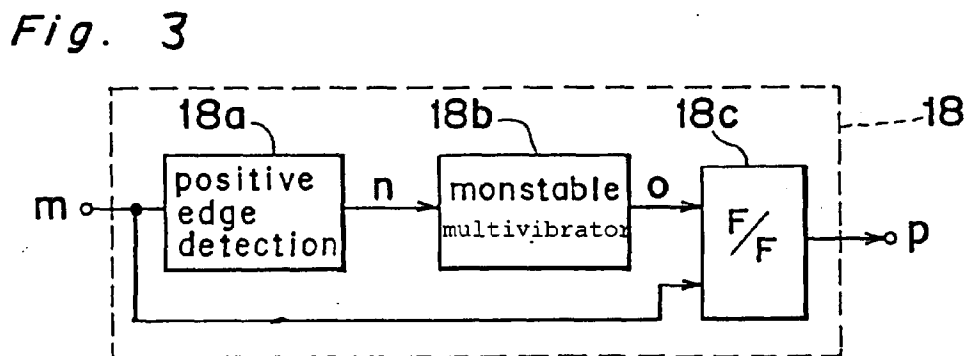 Fig. 3
18a
18b
18c
18
m
positive
edge
detection
n
monstable
multivibrator
o
F/F
p